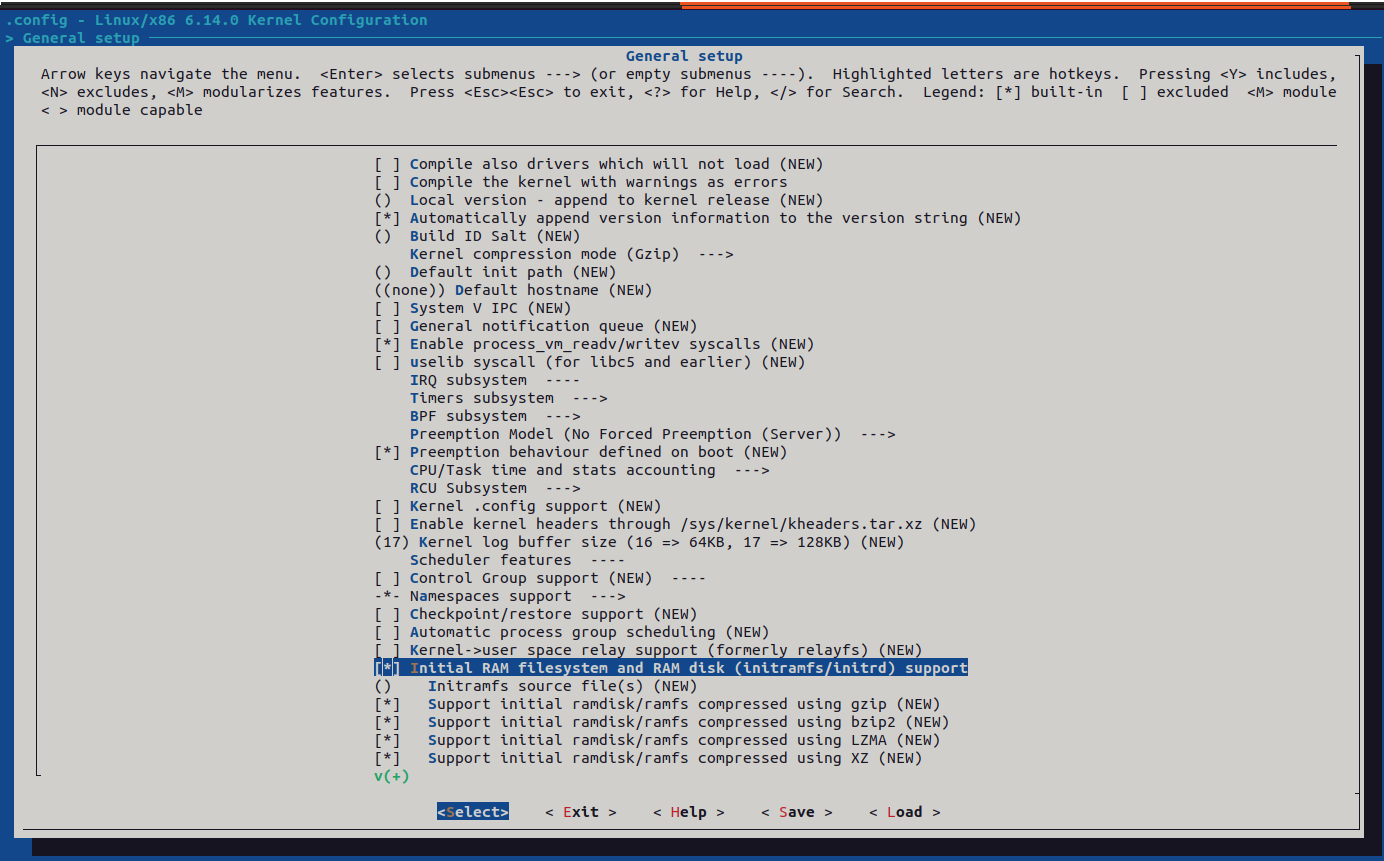 .config - Linux/x86 6.14.0 Kernel Configuration
> General setup
General setup
Arrow keys navigate the menu.  <Enter> selects submenus ---> (or empty submenus ----).  Highlighted letters are hotkeys.  Pressing <Y> includes,
<N> excludes, <M> modularizes features.  Press <Esc><Esc> to exit, <?> for Help, </> for Search.  Legend: [*] built-in  [ ] excluded  <M> module
< > module capable
[ ] Compile also drivers which will not load (NEW)
[ ] Compile the kernel with warnings as errors
()  Local version - append to kernel release (NEW)
[*] Automatically append version information to the version string (NEW)
()  Build ID Salt (NEW)
    Kernel compression mode (Gzip)  --->
()  Default init path (NEW)
((none)) Default hostname (NEW)
[ ] System V IPC (NEW)
[ ] General notification queue (NEW)
[*] Enable process_vm_readv/writev syscalls (NEW)
[ ] uselib syscall (for libc5 and earlier) (NEW)
    IRQ subsystem  ----
    Timers subsystem  --->
    BPF subsystem  --->
    Preemption Model (No Forced Preemption (Server))  --->
[*] Preemption behaviour defined on boot (NEW)
    CPU/Task time and stats accounting  --->
    RCU Subsystem  --->
[ ] Kernel .config support (NEW)
[ ] Enable kernel headers through /sys/kernel/kheaders.tar.xz (NEW)
(17) Kernel log buffer size (16 => 64KB, 17 => 128KB) (NEW)
    Scheduler features  ----
[ ] Control Group support (NEW)  ----
-*- Namespaces support  --->
[ ] Checkpoint/restore support (NEW)
[ ] Automatic process group scheduling (NEW)
[ ] Kernel->user space relay support (formerly relayfs) (NEW)
[*] Initial RAM filesystem and RAM disk (initramfs/initrd) support
()    Initramfs source file(s) (NEW)
[*]   Support initial ramdisk/ramfs compressed using gzip (NEW)
[*]   Support initial ramdisk/ramfs compressed using bzip2 (NEW)
[*]   Support initial ramdisk/ramfs compressed using LZMA (NEW)
[*]   Support initial ramdisk/ramfs compressed using XZ (NEW)
v(+)
<Select>    < Exit >    < Help >    < Save >    < Load >